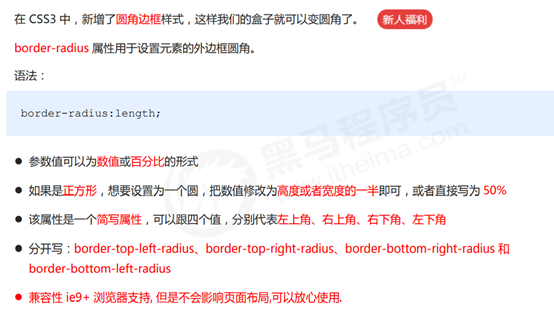 在 CSS3 中，新增了圆角边框样式，这样我们的盒子就可以变圆角了。 新人福利
border-radius 属性用于设置元素的外边框圆角。
语法：
border-radius:length;
● 参数值可以为数值或百分比的形式
● 如果是正方形，想要设置为一个圆，把数值修改为高度或者宽度的一半即可，或者直接写为 50%
● 该属性是一个简写属性，可以跟四个值，分别代表左上角、右上角、右下角、左下角
● 分开写：border-top-left-radius、border-top-right-radius、border-bottom-right-radius 和
border-bottom-left-radius
● 兼容性 ie9+ 浏览器支持, 但是不会影响页面布局,可以放心使用.
黑马程序员™
www.itheima.com